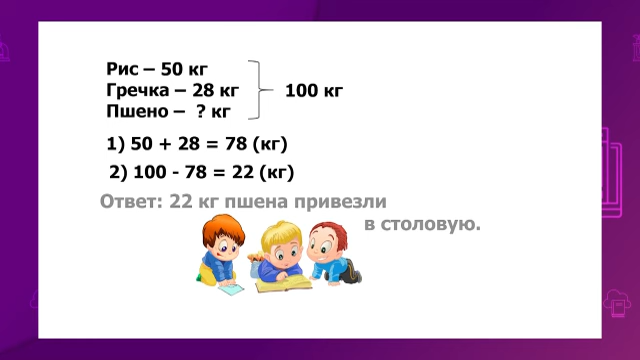 Рис – 50 кг
Гречка – 28 кг
100 кг
Пшено – ? кг
1) 50 + 28 = 78 (кг)
2) 100 - 78 = 22 (кг)
Ответ: 22 кг пшена привезли
в столовую.